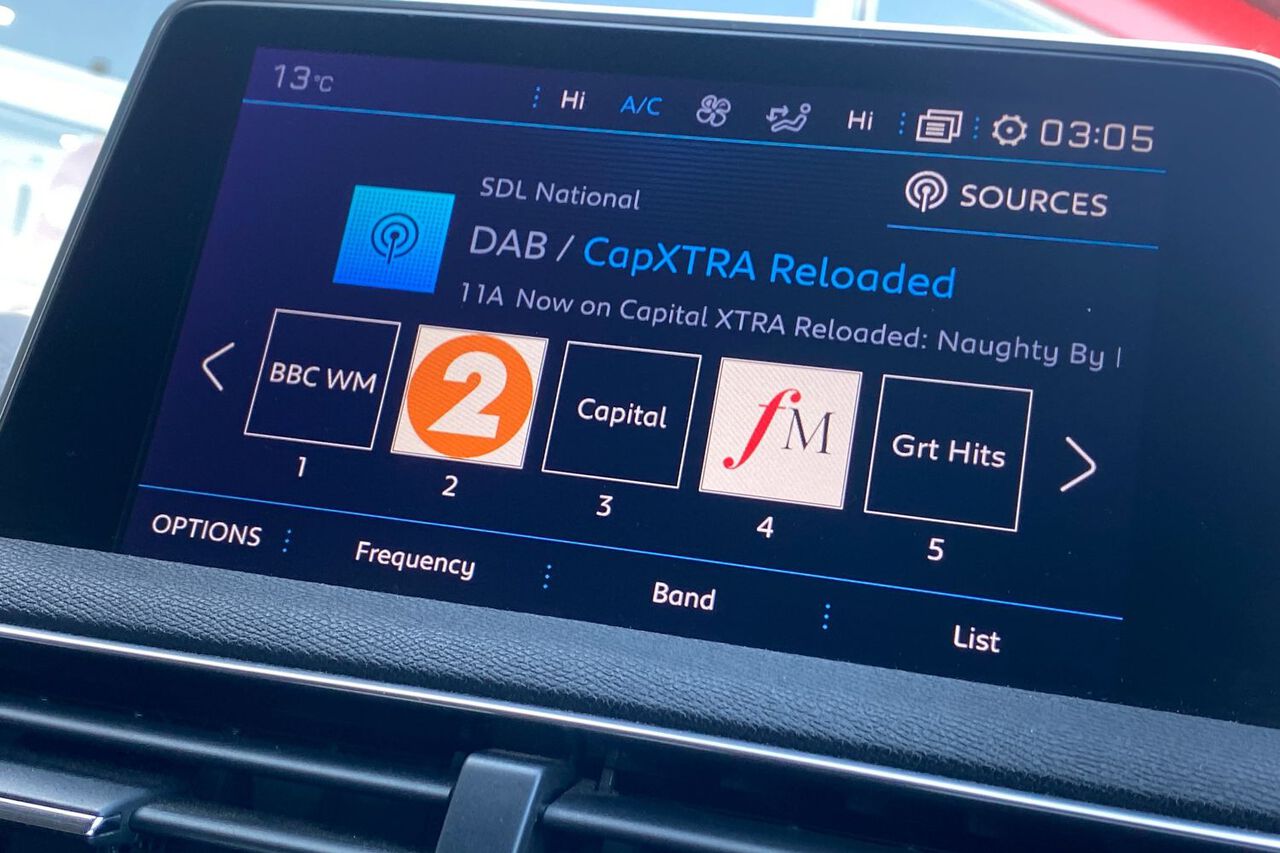 13°C Hi A/C Hi 03:05
SOURCES
SDL National
DAB / CapXTRA Reloaded
11A Now on Capital XTRA Reloaded: Naughty By
BBC WM 2 Capital fM Grt Hits
1 2 3 4 5
OPTIONS Frequency Band List